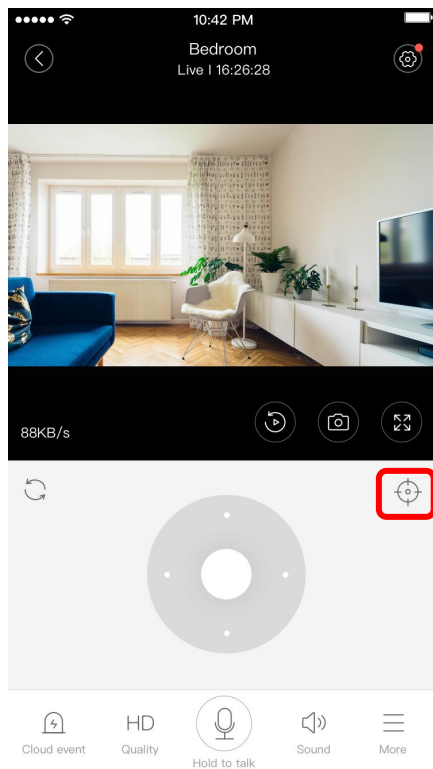 10:42 PM
Bedroom
Live | 16:26:28
88KB/s
HD
Cloud event
Quality
Hold to talk
Sound
More